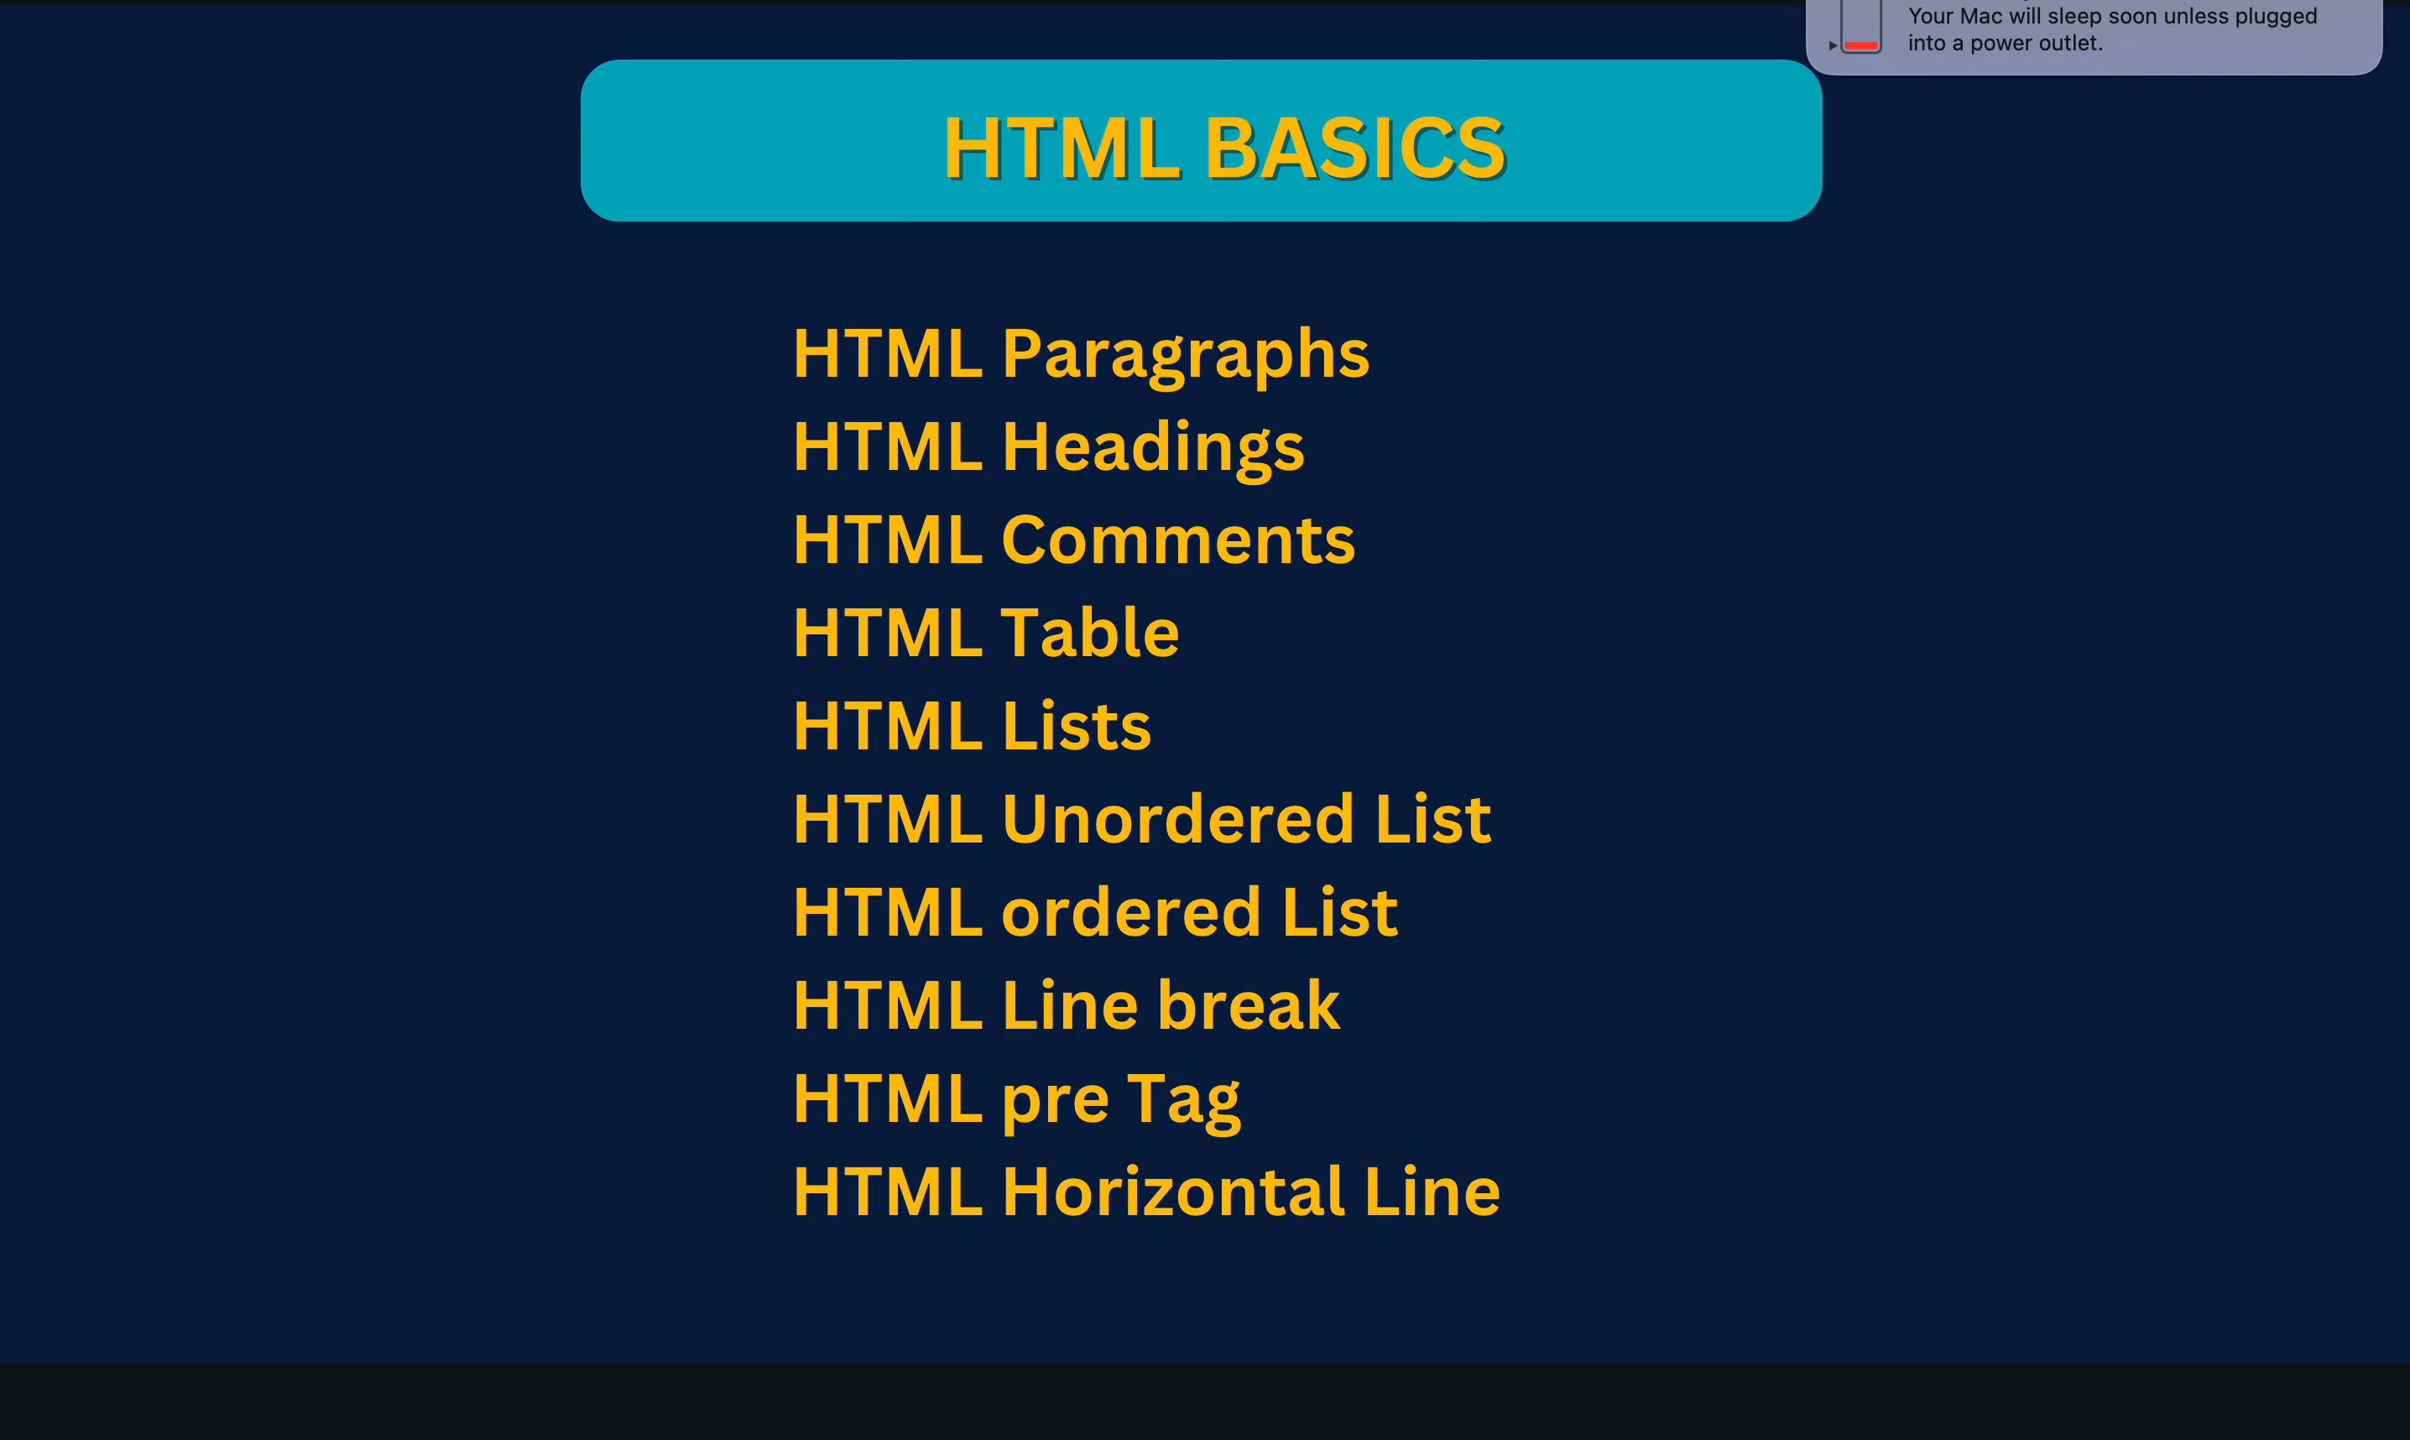 Your Mac will sleep soon unless plugged
into a power outlet.
HTML BASICS
HTML Paragraphs
HTML Headings
HTML Comments
HTML Table
HTML Lists
HTML Unordered List
HTML ordered List
HTML Line break
HTML pre Tag
HTML Horizontal Line